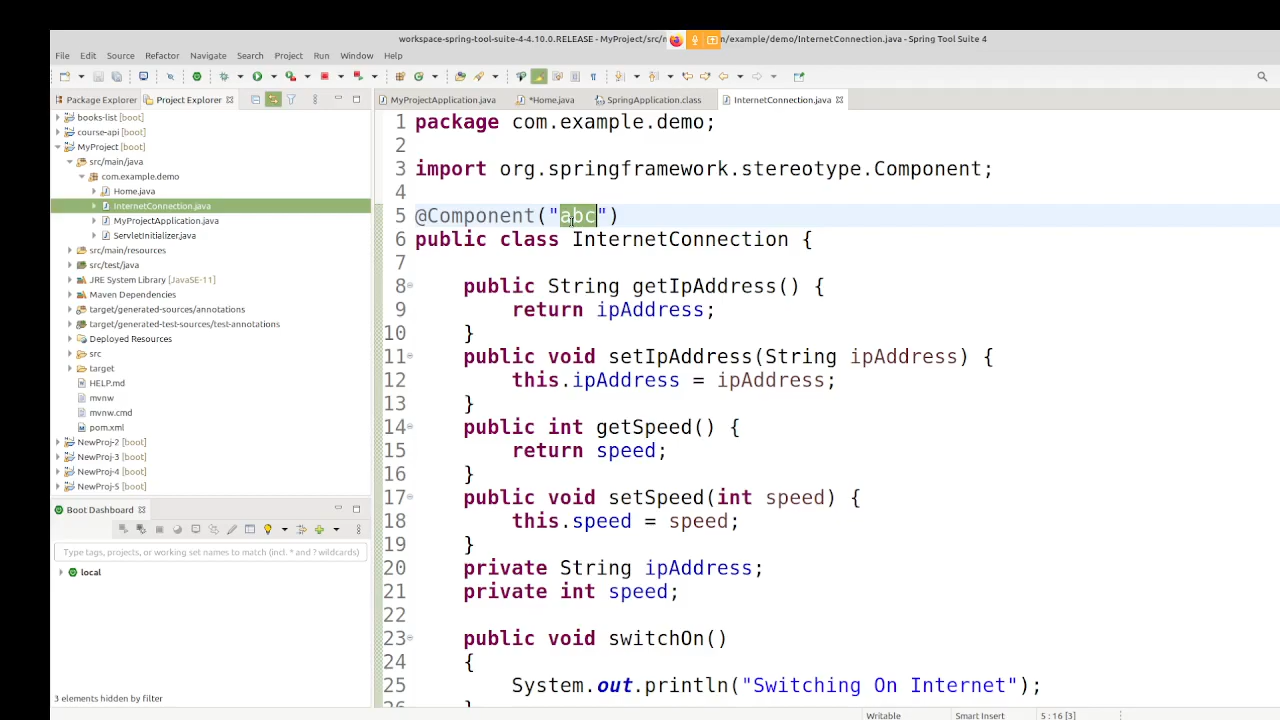 workspace-spring-tool-suite-4-4.10.0.RELEASE - MyProject/src/ n/example/demo/InternetConnection.java - Spring Tool Suite 4
File Edit Source Refactor Navigate Search Project Run Window Help
Package Explorer Project Explorer
MyProjectApplication.java *Home.java SpringApplication.class InternetConnection.java
books-list [boot]
course-api [boot]
MyProject [boot]
src/main/java
com.example.demo
Home.java
InternetConnection.java
MyProjectApplication.java
ServletInitializer.java
src/main/resources
src/test/java
JRE System Library [JavaSE-11]
Maven Dependencies
target/generated-sources/annotations
target/generated-test-sources/test-annotations
Deployed Resources
src
target
HELP.md
mvnw
mvnw.cmd
pom.xml
NewProj-2 [boot]
NewProj-3 [boot]
NewProj-4 [boot]
NewProj-5 [boot]
Boot Dashboard
Type tags, projects, or working set names to match (incl. * and ? wildcards)
local
3 elements hidden by filter
1 package com.example.demo;
2
3 import org.springframework.stereotype.Component;
4
5 @Component("abc")
6 public class InternetConnection {
7
8 public String getIpAddress() {
9 return ipAddress;
10 }
11 public void setIpAddress(String ipAddress) {
12 this.ipAddress = ipAddress;
13 }
14 public int getSpeed() {
15 return speed;
16 }
17 public void setSpeed(int speed) {
18 this.speed = speed;
19 }
20 private String ipAddress;
21 private int speed;
22
23 public void switchOn()
24 {
25 System.out.println("Switching On Internet");
Writable Smart Insert 5 : 16 [3]